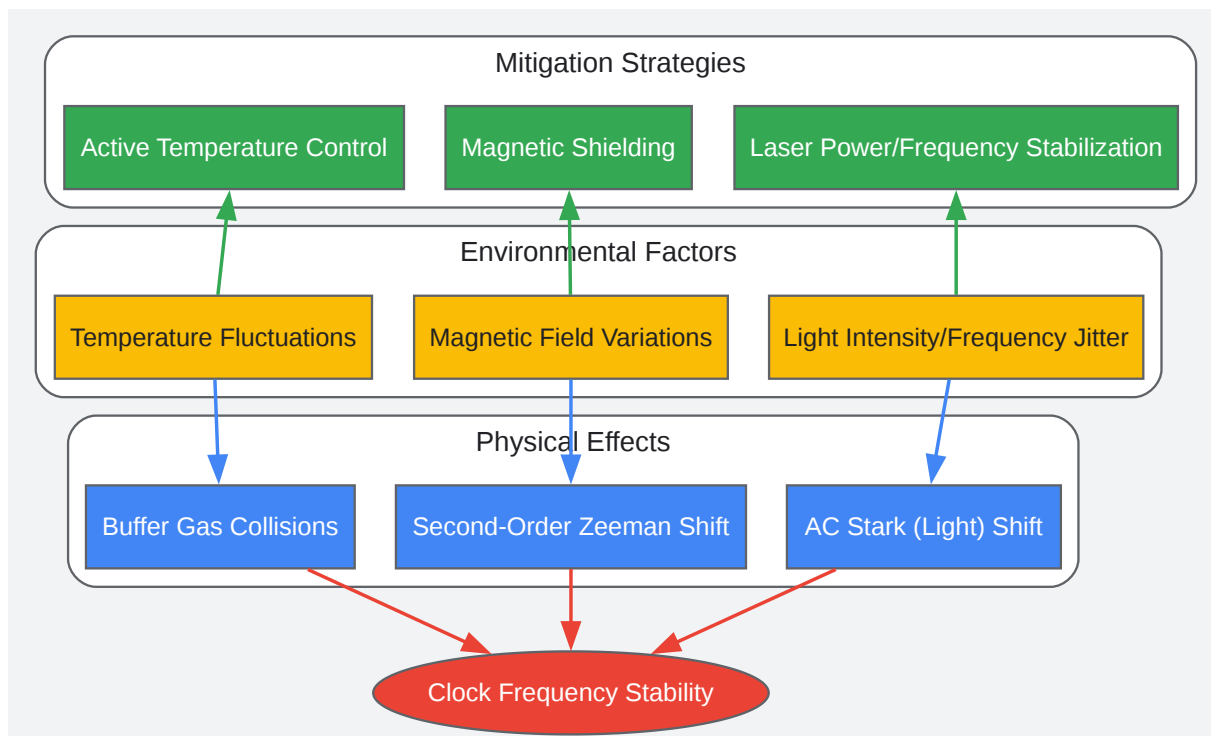 Mitigation Strategies
Active Temperature Control
Magnetic Shielding
Laser Power/Frequency Stabilization
Environmental Factors
Temperature Fluctuations
Magnetic Field Variations
Light Intensity/Frequency Jitter
Physical Effects
Buffer Gas Collisions
Second-Order Zeeman Shift
AC Stark (Light) Shift
Clock Frequency Stability